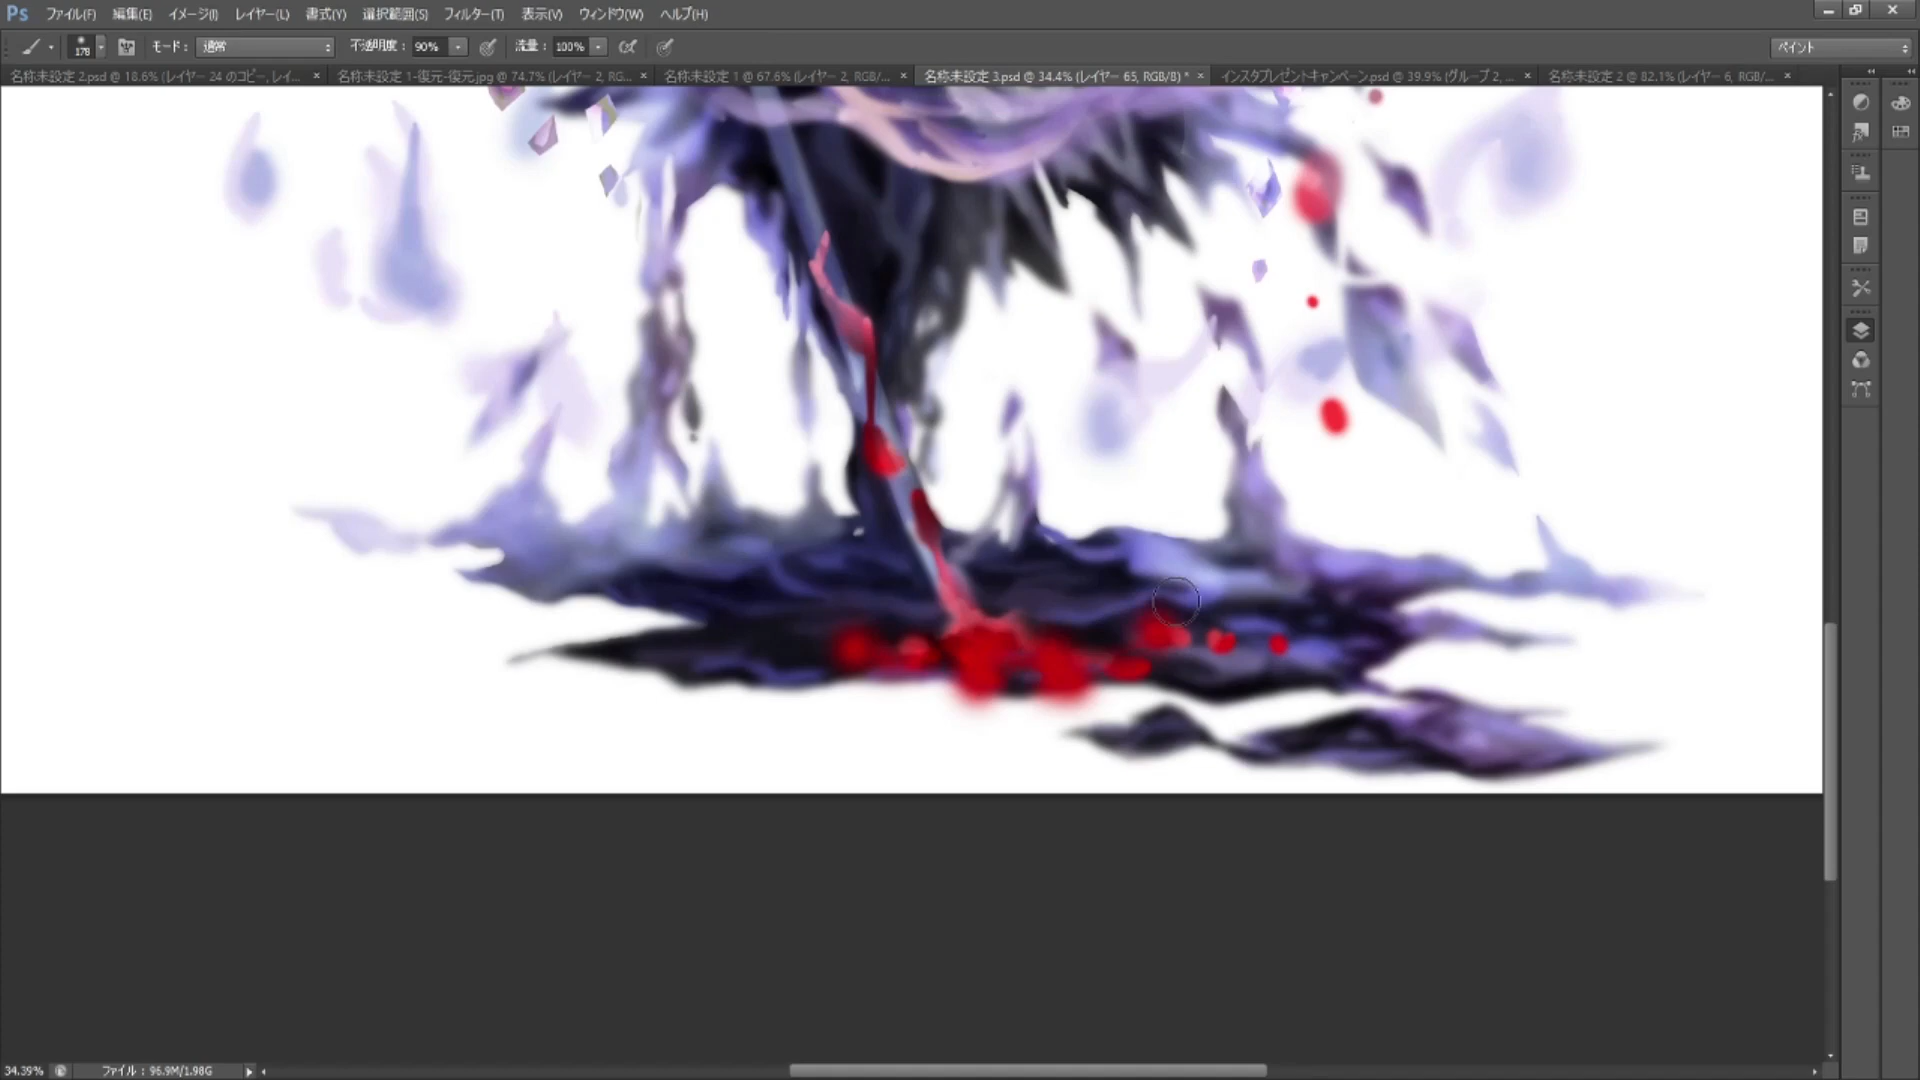 Ps ファイル(F) 編集(E) イメージ(I) レイヤー(L) 書式(Y) 選択範囲(S) フィルター(T) 表示(V) ウィンドウ(W) ヘルプ(H)
178 モード : 通常 不透明度 : 90% 流量 : 100% ペイント
名称未設定 2.psd @ 18.6% (レイヤー 24 のコピー, レイ... × 名称未設定 1-復元-復元.jpg @ 74.7% (レイヤー 2, RG... × 名称未設定 1 @ 67.6% (レイヤー 2, RGB/... × 名称未設定 3.psd @ 34.4% (レイヤー 65, RGB/8) * × インスタプレゼントキャンペーン.psd @ 39.9% (グループ 2, ... × 名称未設定 2 @ 82.1% (レイヤー 6, RGB/... ×
34.39% ファイル : 96.9M/1.98G